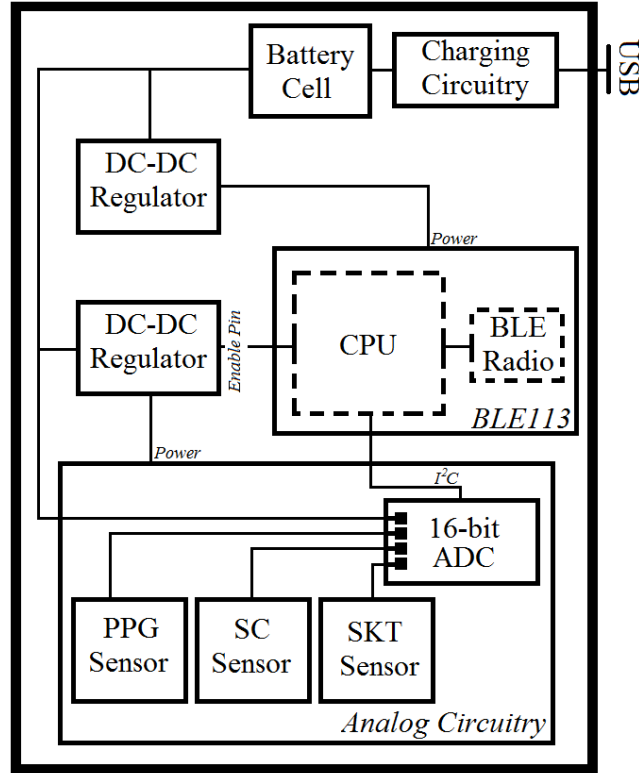 Battery
Cell
Charging
Circuitry
USB
DC-DC
Regulator
Power
DC-DC
Regulator
Enable Pin
CPU
BLE
Radio
BLE113
Power
I²C
16-bit
ADC
PPG
Sensor
SC
Sensor
SKT
Sensor
Analog Circuitry